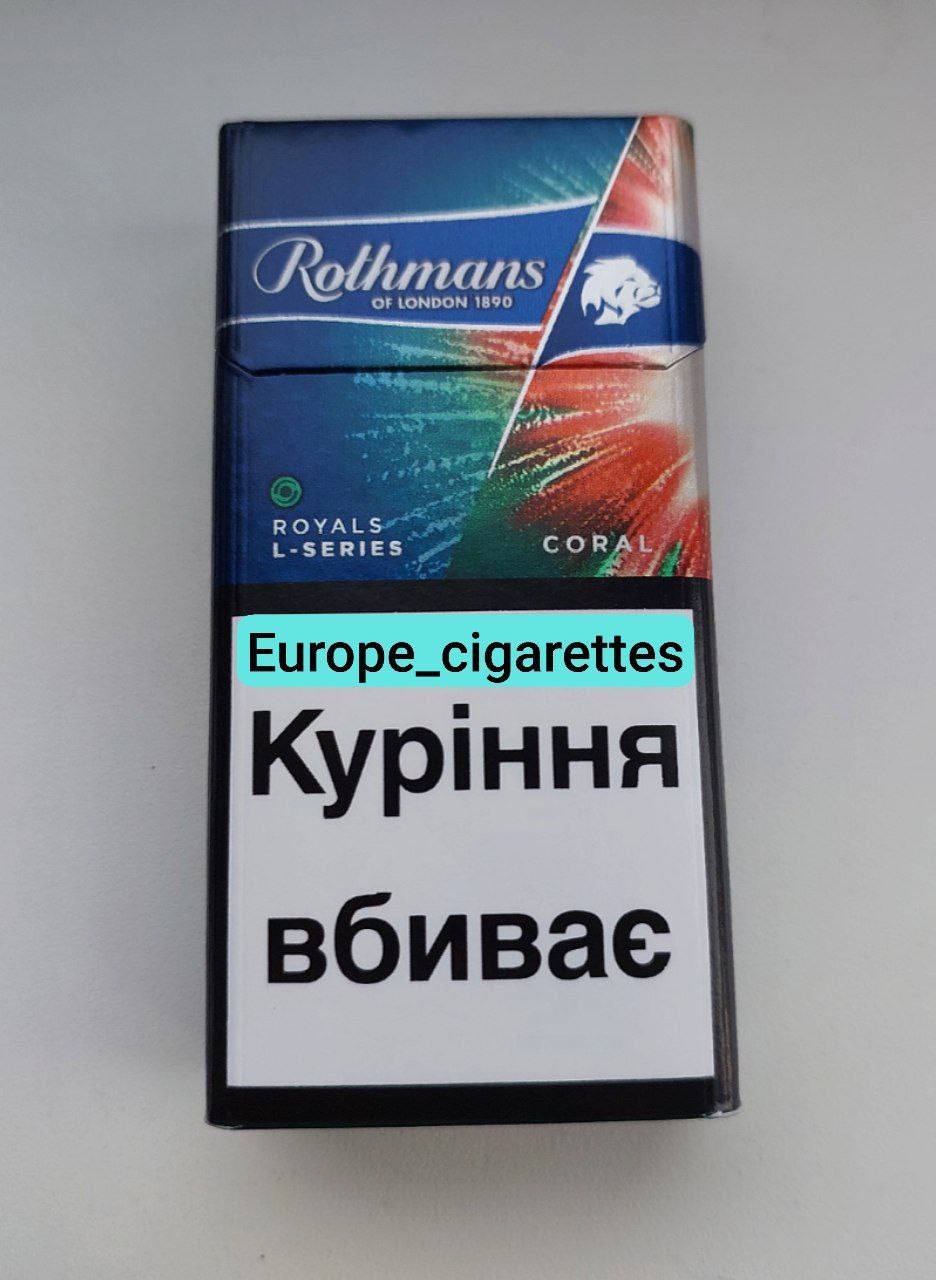 Rothmans
OF LONDON 1890
ROYALS
L-SERIES
CORAL
Europe_cigarettes
Куріння
вбиває